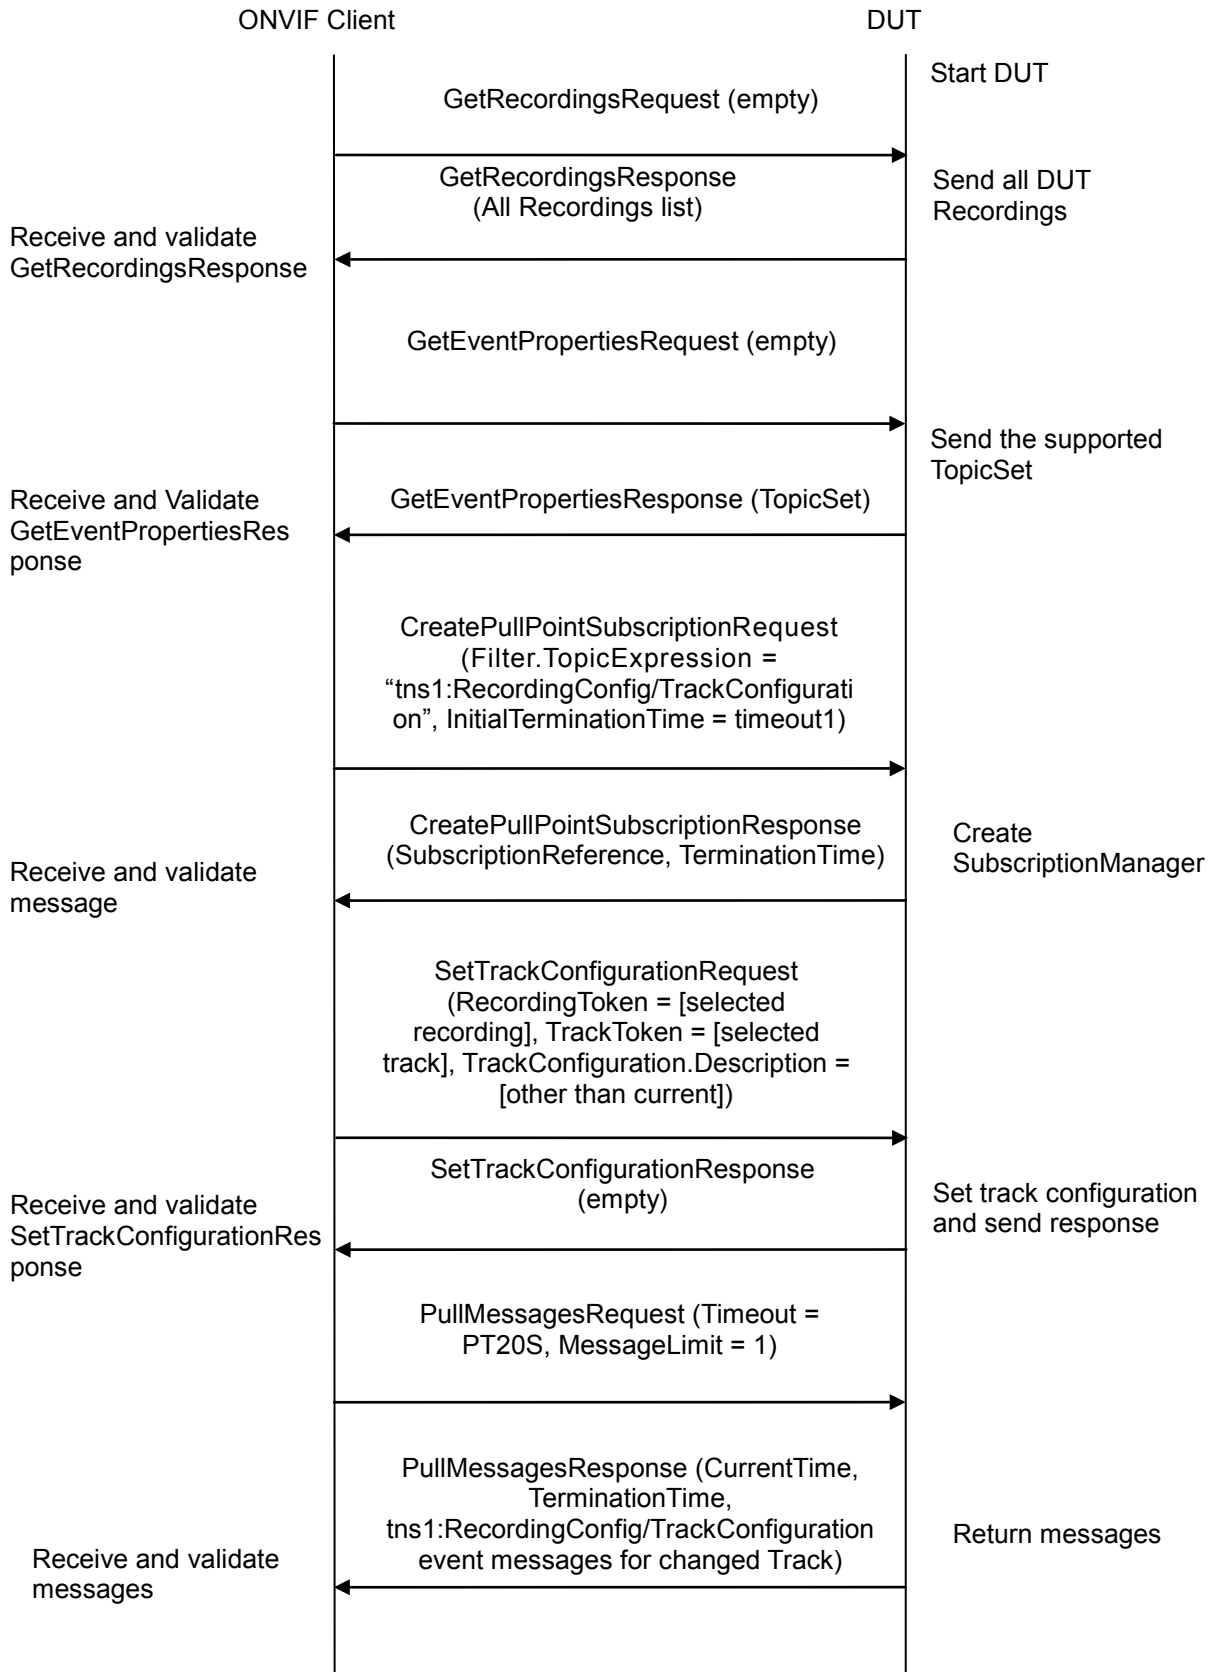 ONVIF Client
DUT
Start DUT
GetRecordingsRequest (empty)
GetRecordingsResponse
(All Recordings list)
Send all DUT
Recordings
Receive and validate
GetRecordingsResponse
GetEventPropertiesRequest (empty)
Send the supported
TopicSet
GetEventPropertiesResponse (TopicSet)
Receive and Validate
GetEventPropertiesRes
ponse
CreatePullPointSubscriptionRequest
(Filter.TopicExpression =
“tns1:RecordingConfig/TrackConfigurati
on”, InitialTerminationTime = timeout1)
CreatePullPointSubscriptionResponse
(SubscriptionReference, TerminationTime)
Create
SubscriptionManager
Receive and validate
message
SetTrackConfigurationRequest
(RecordingToken = [selected
recording], TrackToken = [selected
track], TrackConfiguration.Description =
[other than current])
SetTrackConfigurationResponse
(empty)
Set track configuration
and send response
Receive and validate
SetTrackConfigurationRes
ponse
PullMessagesRequest (Timeout =
PT20S, MessageLimit = 1)
PullMessagesResponse (CurrentTime,
TerminationTime,
tns1:RecordingConfig/TrackConfiguration
event messages for changed Track)
Return messages
Receive and validate
messages